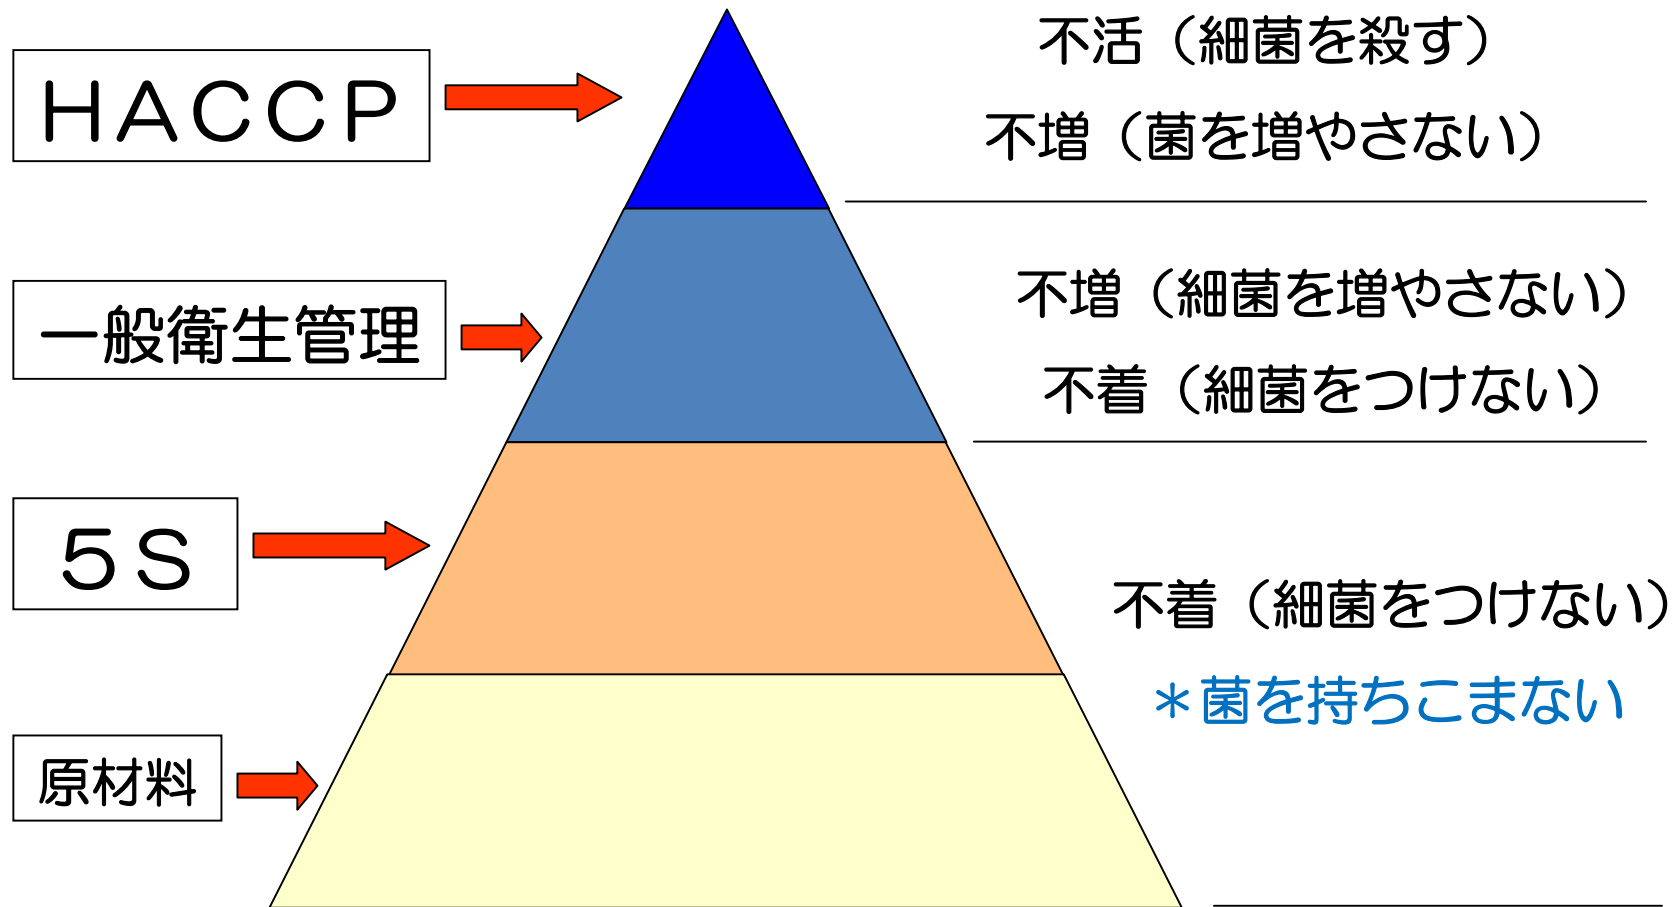 HACCP
不活（細菌を殺す）
不増（菌を増やさない）
一般衛生管理
不増（細菌を増やさない）
不着（細菌をつけない）
5S
不着（細菌をつけない）
＊菌を持ちこまない
原材料